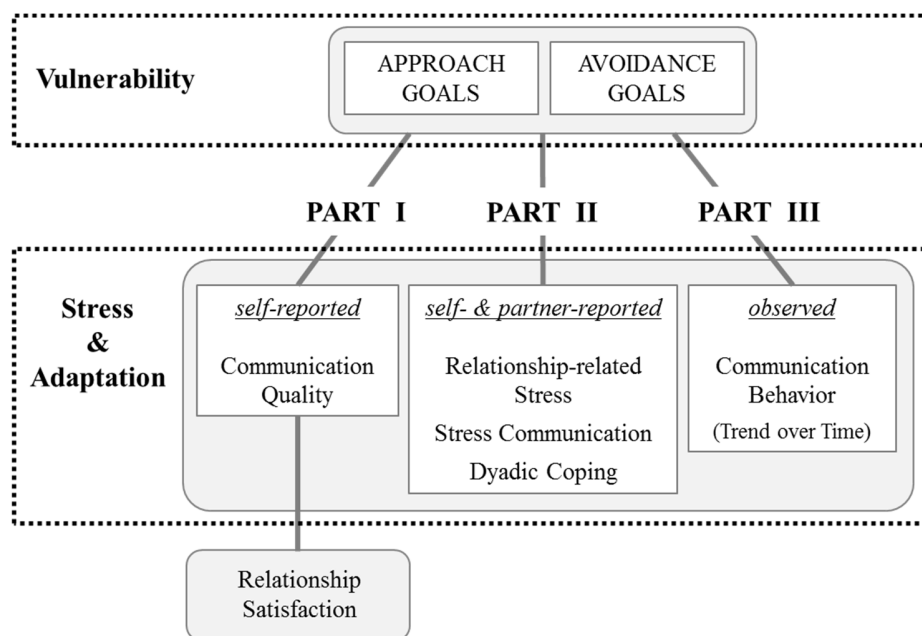 APPROACH
GOALS
AVOIDANCE
GOALS
Vulnerability
PART I
PART II
PART III
Stress
&
Adaptation
self-reported
Communication
Quality
self- & partner-reported
Relationship-related
Stress
Stress Communication
Dyadic Coping
observed
Communication
Behavior
(Trend over Time)
Relationship
Satisfaction